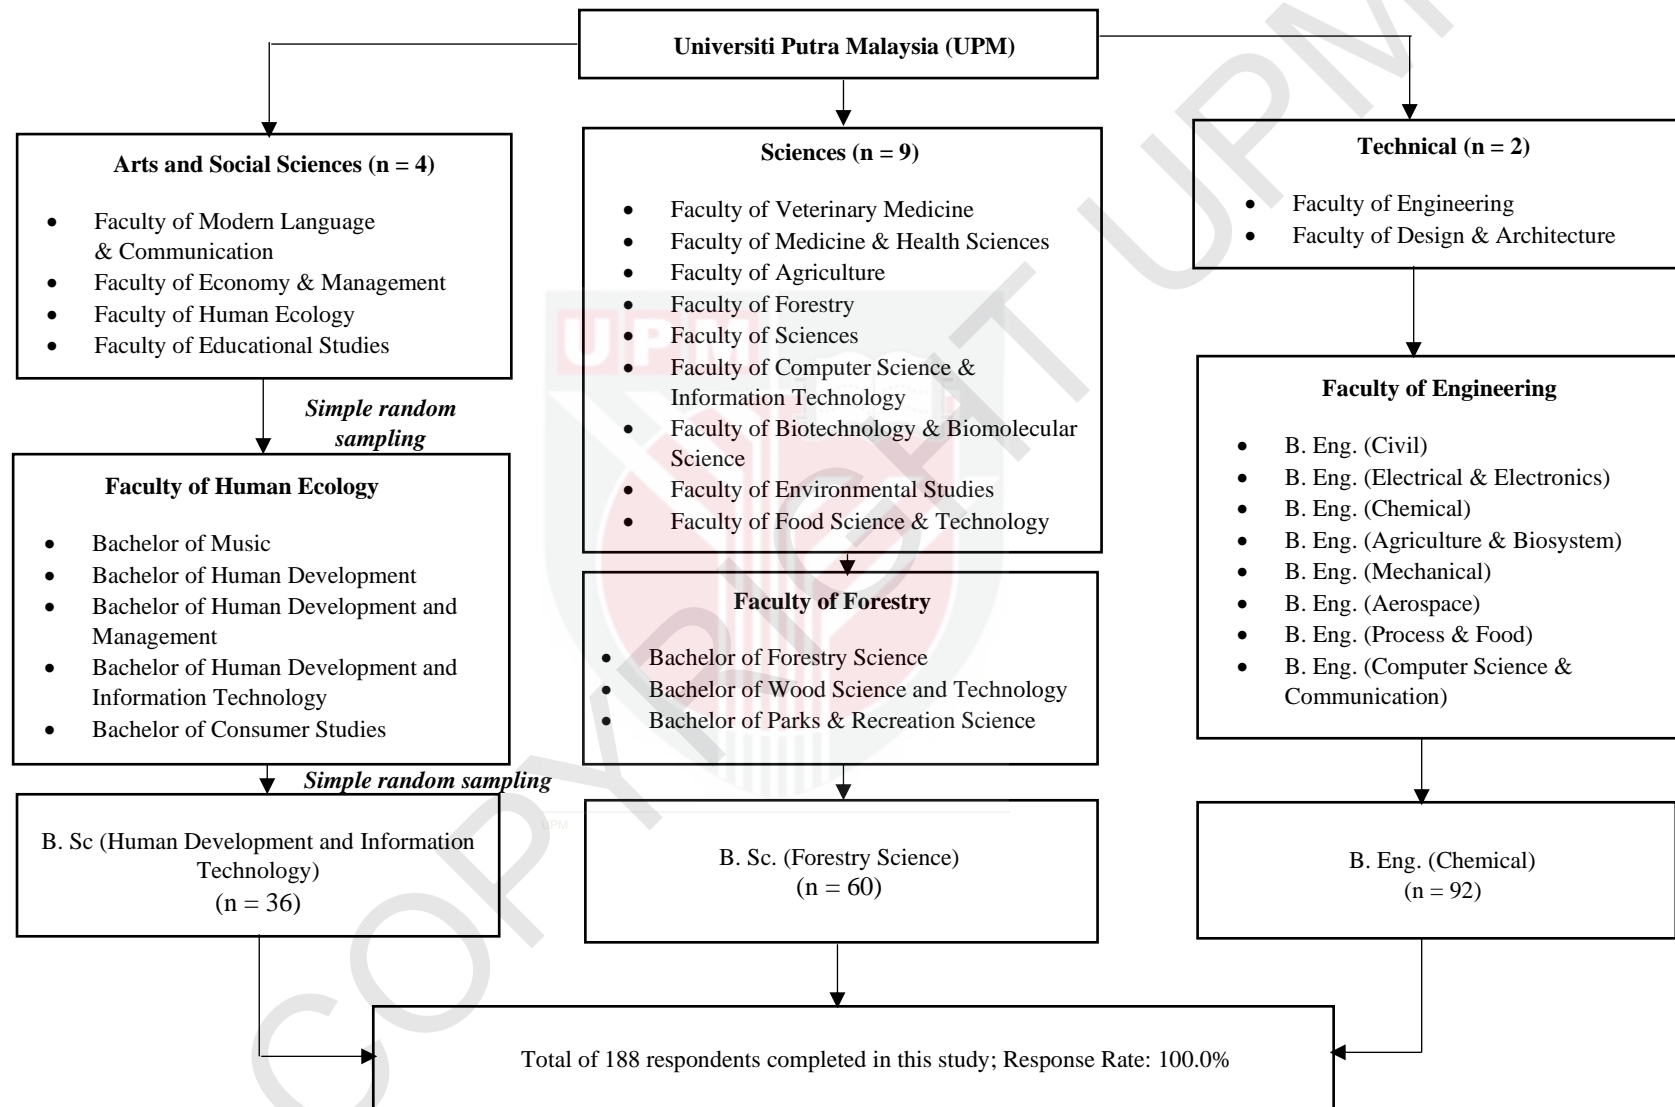 Universiti Putra Malaysia (UPM)
Arts and Social Sciences (n = 4)
• Faculty of Modern Language
& Communication
• Faculty of Economy & Management
• Faculty of Human Ecology
• Faculty of Educational Studies
Sciences (n = 9)
• Faculty of Veterinary Medicine
• Faculty of Medicine & Health Sciences
• Faculty of Agriculture
• Faculty of Forestry
• Faculty of Sciences
• Faculty of Computer Science &
Information Technology
• Faculty of Biotechnology & Biomolecular
Science
• Faculty of Environmental Studies
• Faculty of Food Science & Technology
Technical (n = 2)
• Faculty of Engineering
• Faculty of Design & Architecture
Simple random
sampling
Faculty of Human Ecology
• Bachelor of Music
• Bachelor of Human Development
• Bachelor of Human Development and
Management
• Bachelor of Human Development and
Information Technology
• Bachelor of Consumer Studies
Faculty of Forestry
• Bachelor of Forestry Science
• Bachelor of Wood Science and Technology
• Bachelor of Parks & Recreation Science
Faculty of Engineering
• B. Eng. (Civil)
• B. Eng. (Electrical & Electronics)
• B. Eng. (Chemical)
• B. Eng. (Agriculture & Biosystem)
• B. Eng. (Mechanical)
• B. Eng. (Aerospace)
• B. Eng. (Process & Food)
• B. Eng. (Computer Science &
Communication)
Simple random sampling
B. Sc (Human Development and Information
Technology)
(n = 36)
B. Sc. (Forestry Science)
(n = 60)
B. Eng. (Chemical)
(n = 92)
Total of 188 respondents completed in this study; Response Rate: 100.0%
UPM
UPM
COPYRIGHT UPM